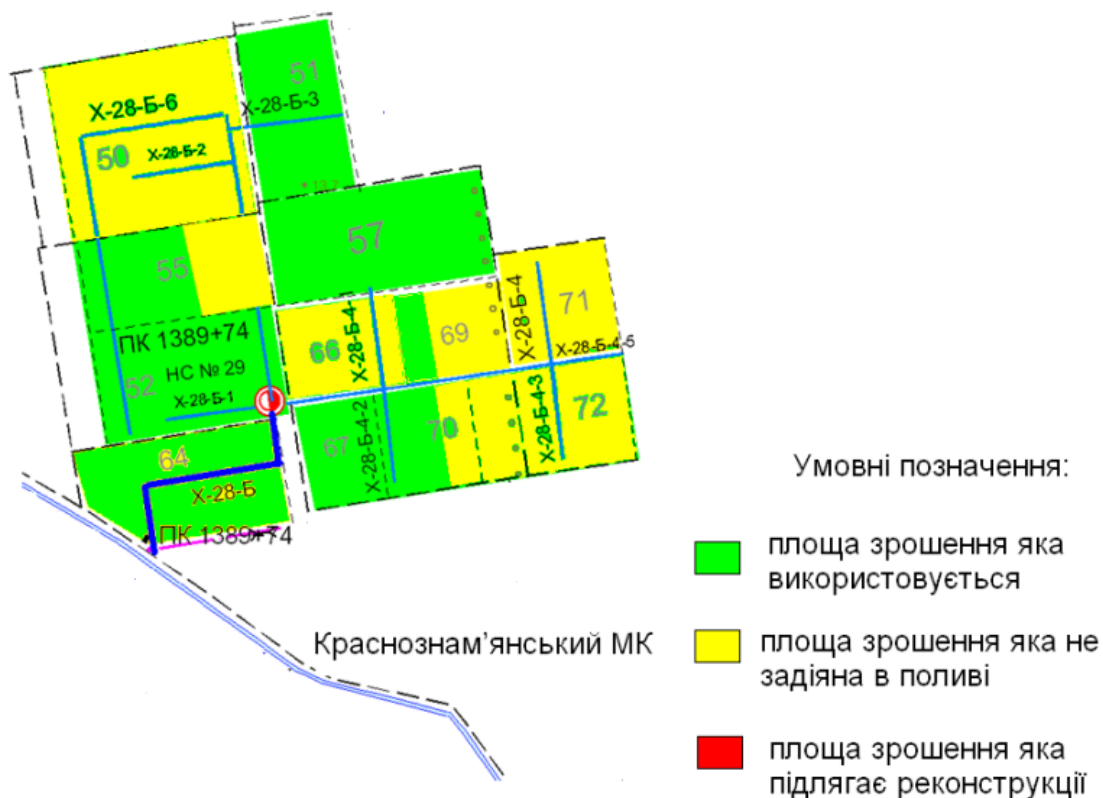 51
Х-28-Б-6
Х-28-Б-3
50
Х-28-Б-2
13,7
57
55
71
Х-28-Б-4
ПК 1389+74
66
Х-28-Б-4-
69
НС № 29
Х-28-Б-4-5
52
Х-28-Б-1
72
67
Х-28-Б-4-2
70
Х-28-Б-4-3
64
Х-28-Б
ПК 1389+74
Умовні позначення:
площа зрошення яка
використовується
Краснознам'янський МК
площа зрошення яка не
задіяна в поливі
площа зрошення яка
підлягає реконструкції